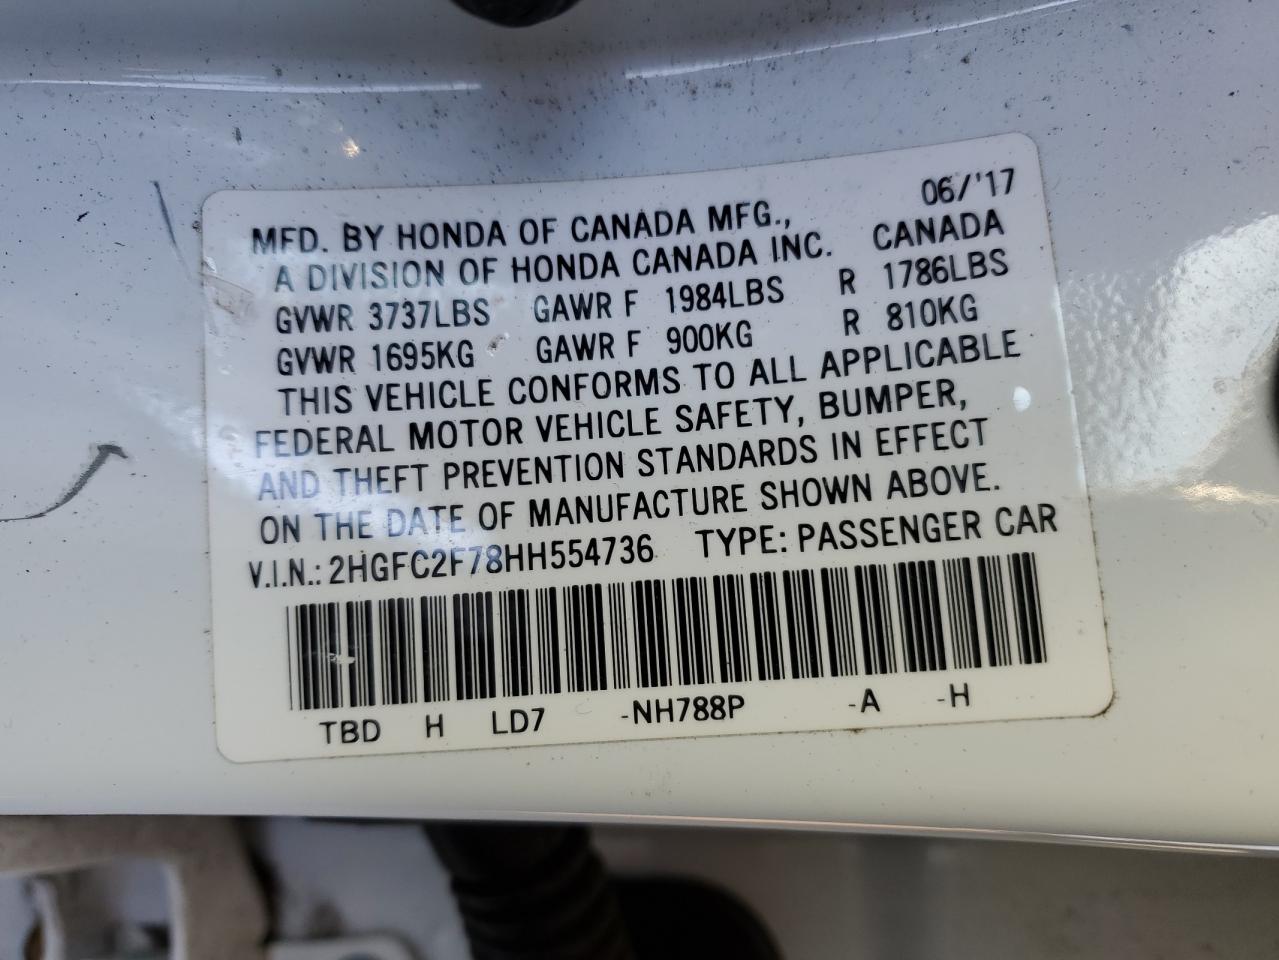 06/'17
MFD. BY HONDA OF CANADA MFG.,
A DIVISION OF HONDA CANADA INC. CANADA
GVWR 3737LBS GAWR F 1984LBS R 1786LBS
GVWR 1695KG GAWR F 900KG R 810KG
THIS VEHICLE CONFORMS TO ALL APPLICABLE
FEDERAL MOTOR VEHICLE SAFETY, BUMPER,
AND THEFT PREVENTION STANDARDS IN EFFECT
ON THE DATE OF MANUFACTURE SHOWN ABOVE.
V.I.N.: 2HGFC2F78HH554736 TYPE: PASSENGER CAR
TBD H LD7 -NH788P -A -H